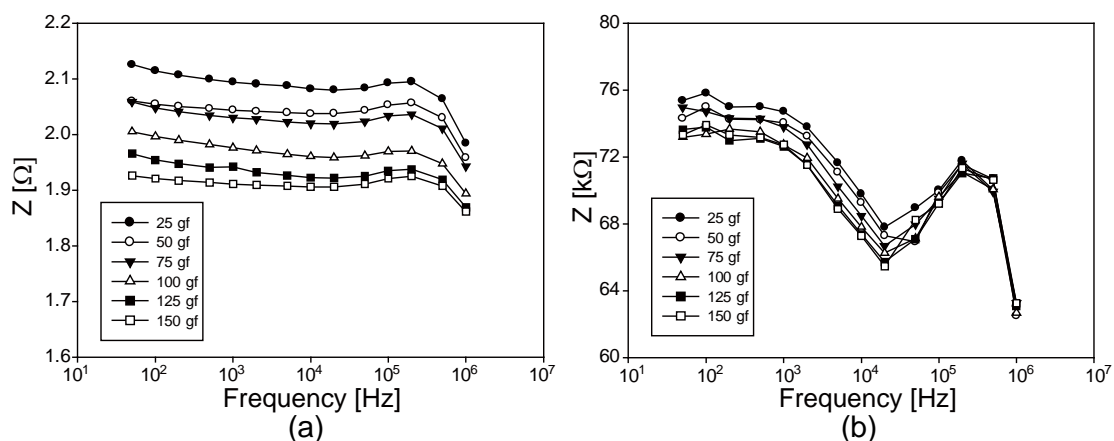 2.2
2.1
2.0
1.9
1.8
1.7
1.6
Z [Ω]
25 gf
50 gf
75 gf
100 gf
125 gf
150 gf
10¹ 10² 10³ 10⁴ 10⁵ 10⁶ 10⁷
Frequency [Hz]
(a)
80
76
72
68
64
60
Z [kΩ]
25 gf
50 gf
75 gf
100 gf
125 gf
150 gf
10¹ 10² 10³ 10⁴ 10⁵ 10⁶ 10⁷
Frequency [Hz]
(b)